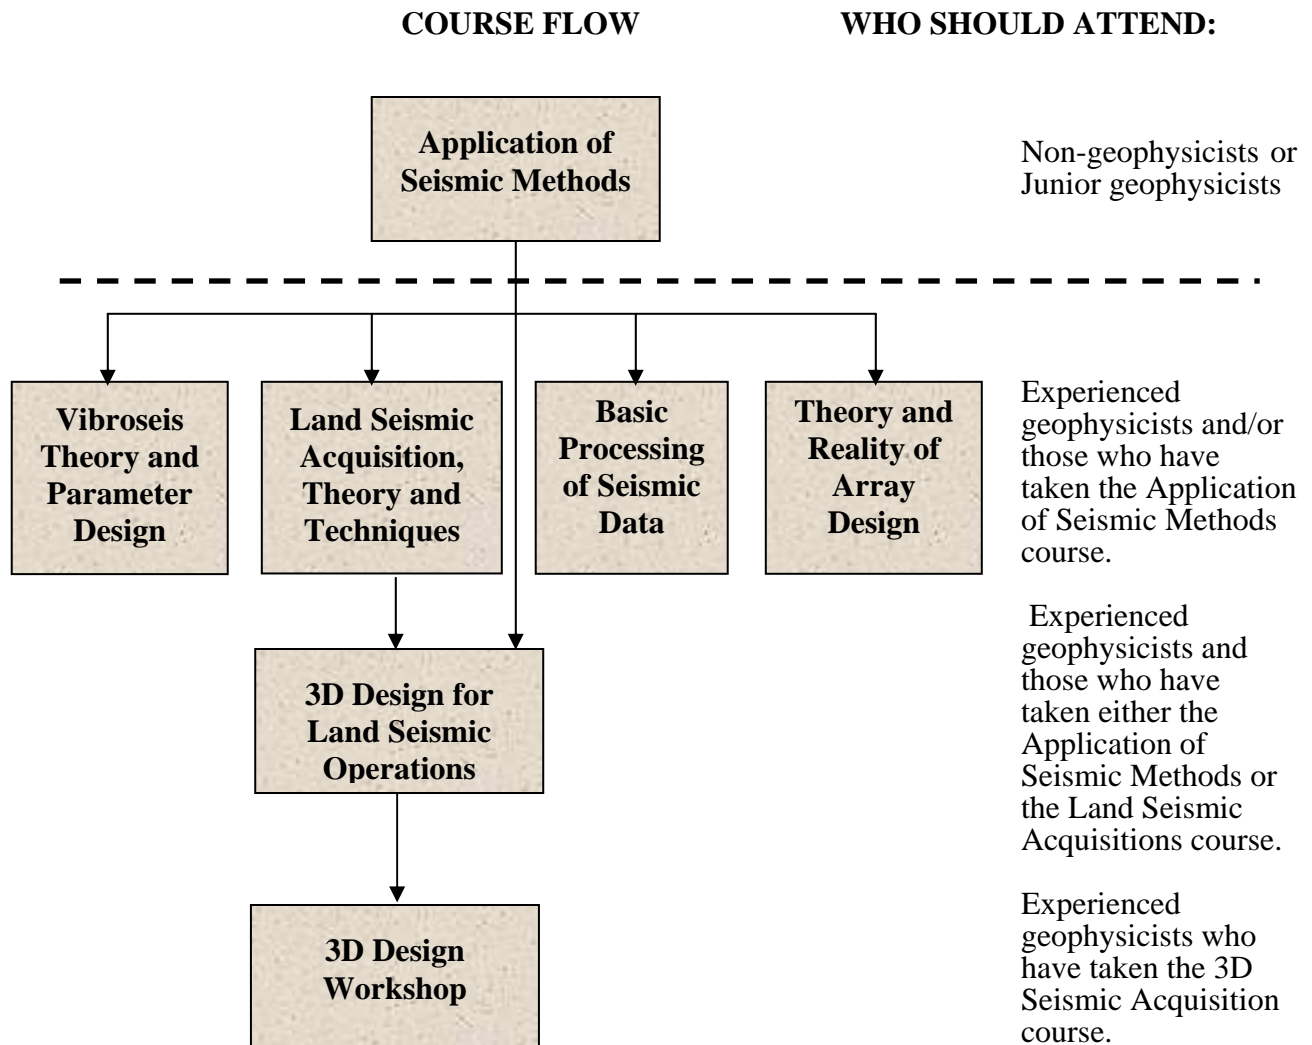 COURSE FLOW
WHO SHOULD ATTEND:
Application of
Seismic Methods
Non-geophysicists or
Junior geophysicists
Vibroseis
Theory and
Parameter
Design
Land Seismic
Acquisition,
Theory and
Techniques
Basic
Processing
of Seismic
Data
Theory and
Reality of
Array
Design
Experienced
geophysicists and/or
those who have
taken the Application
of Seismic Methods
course.
3D Design for
Land Seismic
Operations
Experienced
geophysicists and
those who have
taken either the
Application of
Seismic Methods or
the Land Seismic
Acquisitions course.
3D Design
Workshop
Experienced
geophysicists who
have taken the 3D
Seismic Acquisition
course.